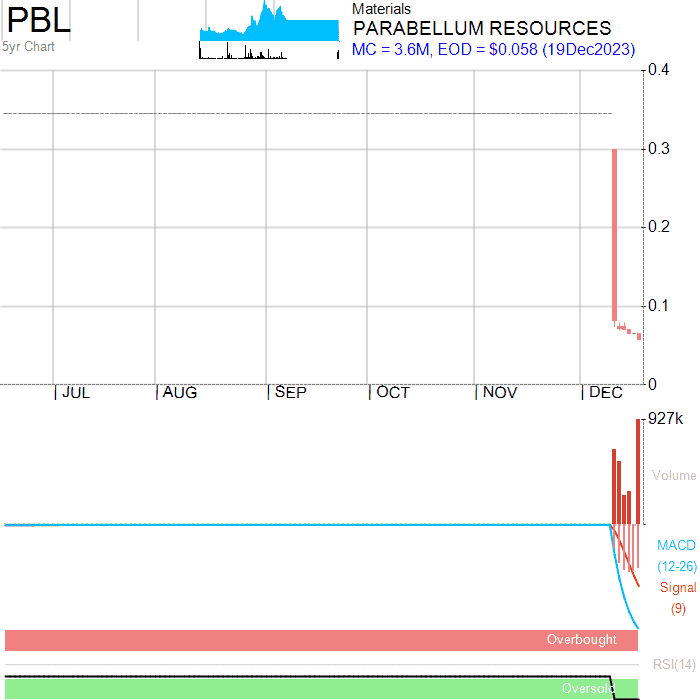 PBL
5yr Chart
Materials
PARABELLUM RESOURCES
MC = 3.6M, EOD = $0.058 (19Dec2023)
0.4
0.3
0.2
0.1
0
JUL AUG SEP OCT NOV DEC
927k
Volume
MACD
(12-26)
Signal
(9)
Overbought
RSI(14)
Oversold